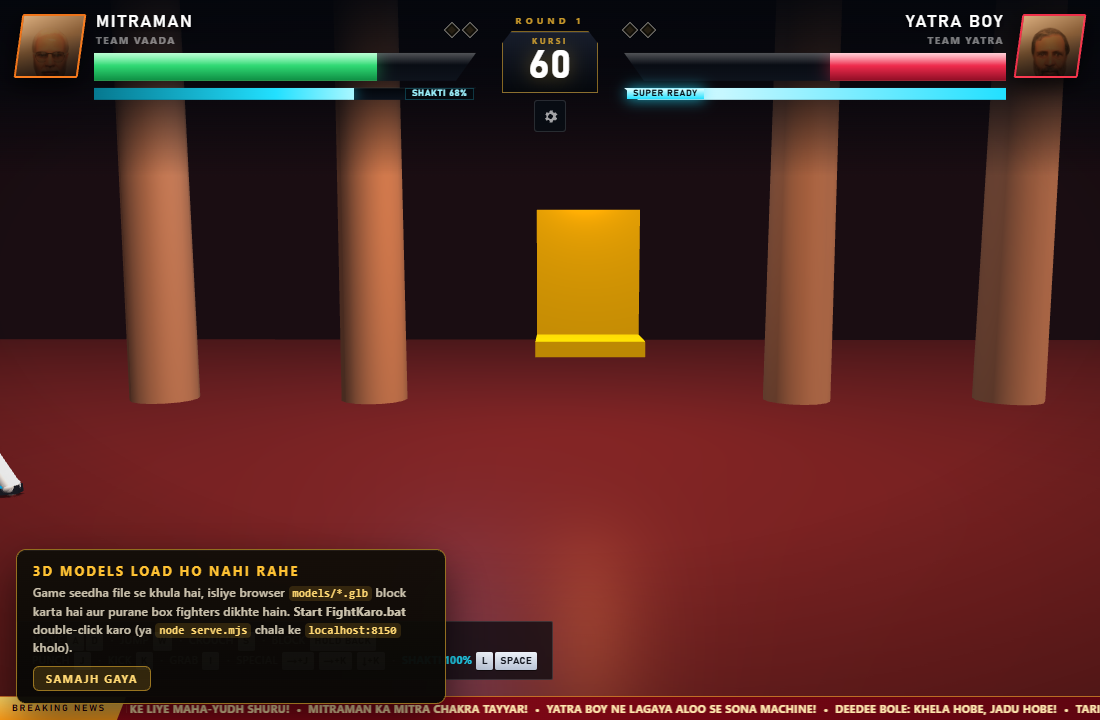 MITRAMAN
TEAM VAADA
ROUND 1
KURSI
60
YATRA BOY
TEAM YATRA
SHAKTI 68%
SUPER READY
3D MODELS LOAD HO NAHI RAHE
Game seedha file se khula hai, isliye browser models/*.glb block
karta hai aur purane box fighters dikhte hain. Start FightKaro.bat
double-click karo (ya node serve.mjs chala ke localhost:8150
kholo).
SAMAJH GAYA
100% L SPACE
BREAKING NEWS KE LIYE MAHA-YUDH SHURU! • MITRAMAN KA MITRA CHAKRA TAYYAR! • YATRA BOY NE LAGAYA ALOO SE SONA MACHINE! • DEEDEE BOLE: KHELA HOBE, JADU HOBE! • TARI